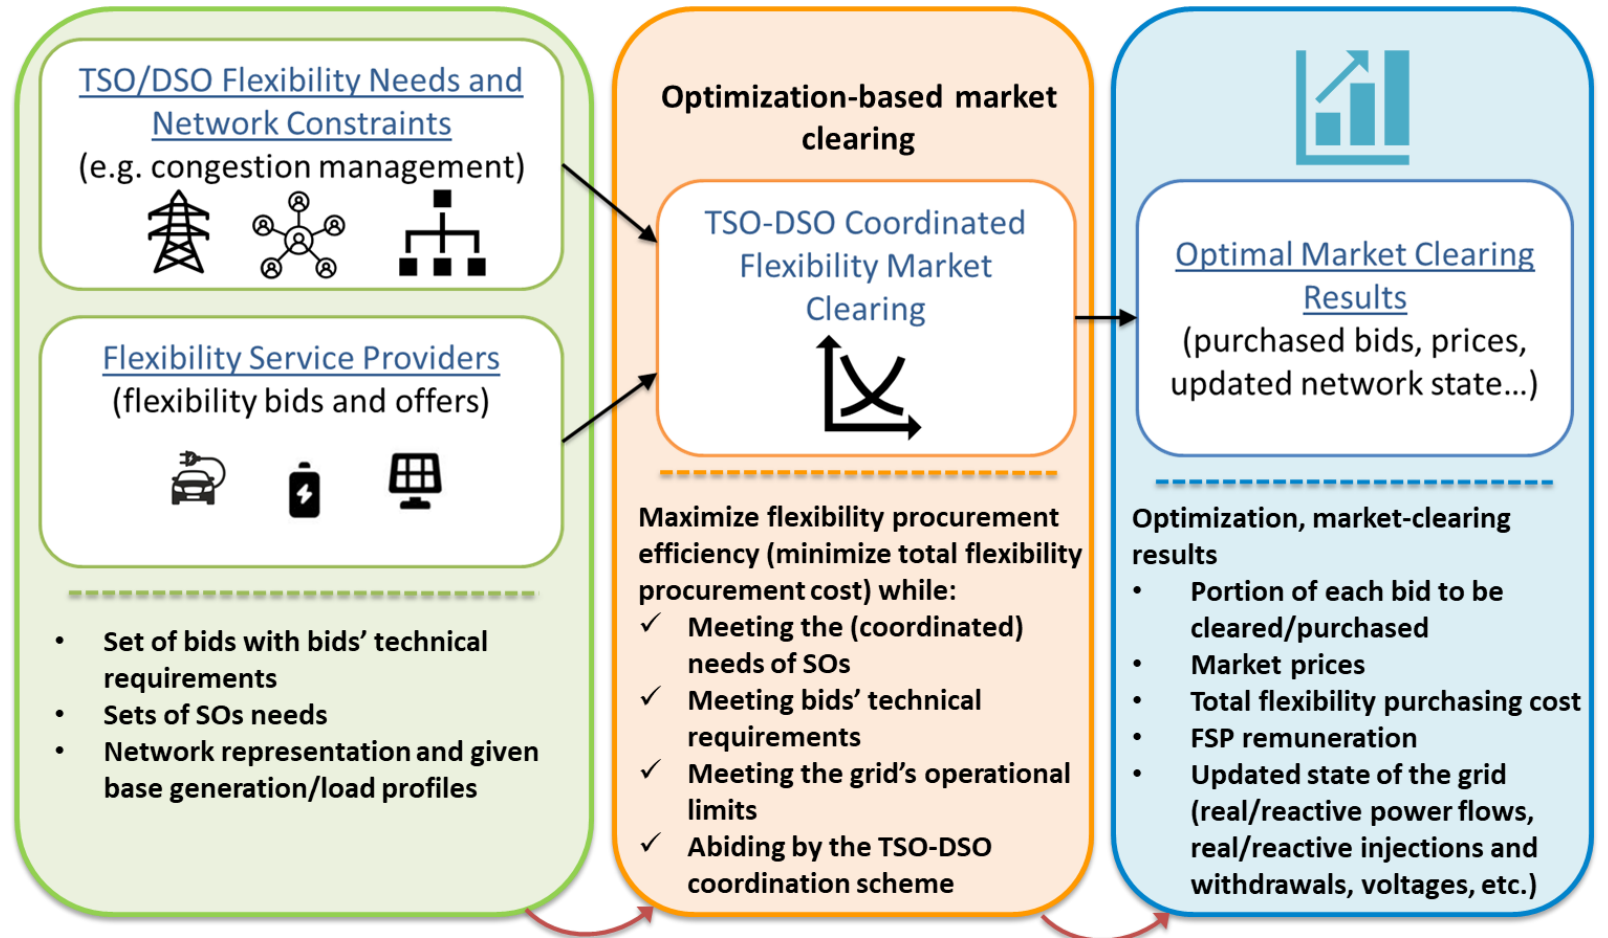 TSO/DSO Flexibility Needs and
Network Constraints
(e.g. congestion management)
Flexibility Service Providers
(flexibility bids and offers)
• Set of bids with bids’ technical
requirements
• Sets of SOs needs
• Network representation and given
base generation/load profiles
Optimization-based market
clearing
TSO-DSO Coordinated
Flexibility Market
Clearing
Maximize flexibility procurement
efficiency (minimize total flexibility
procurement cost) while:
✓ Meeting the (coordinated)
needs of SOs
✓ Meeting bids’ technical
requirements
✓ Meeting the grid’s operational
limits
✓ Abiding by the TSO-DSO
coordination scheme
Optimal Market Clearing
Results
(purchased bids, prices,
updated network state...)
Optimization, market-clearing
results
• Portion of each bid to be
cleared/purchased
• Market prices
• Total flexibility purchasing cost
• FSP remuneration
• Updated state of the grid
(real/reactive power flows,
real/reactive injections and
withdrawals, voltages, etc.)